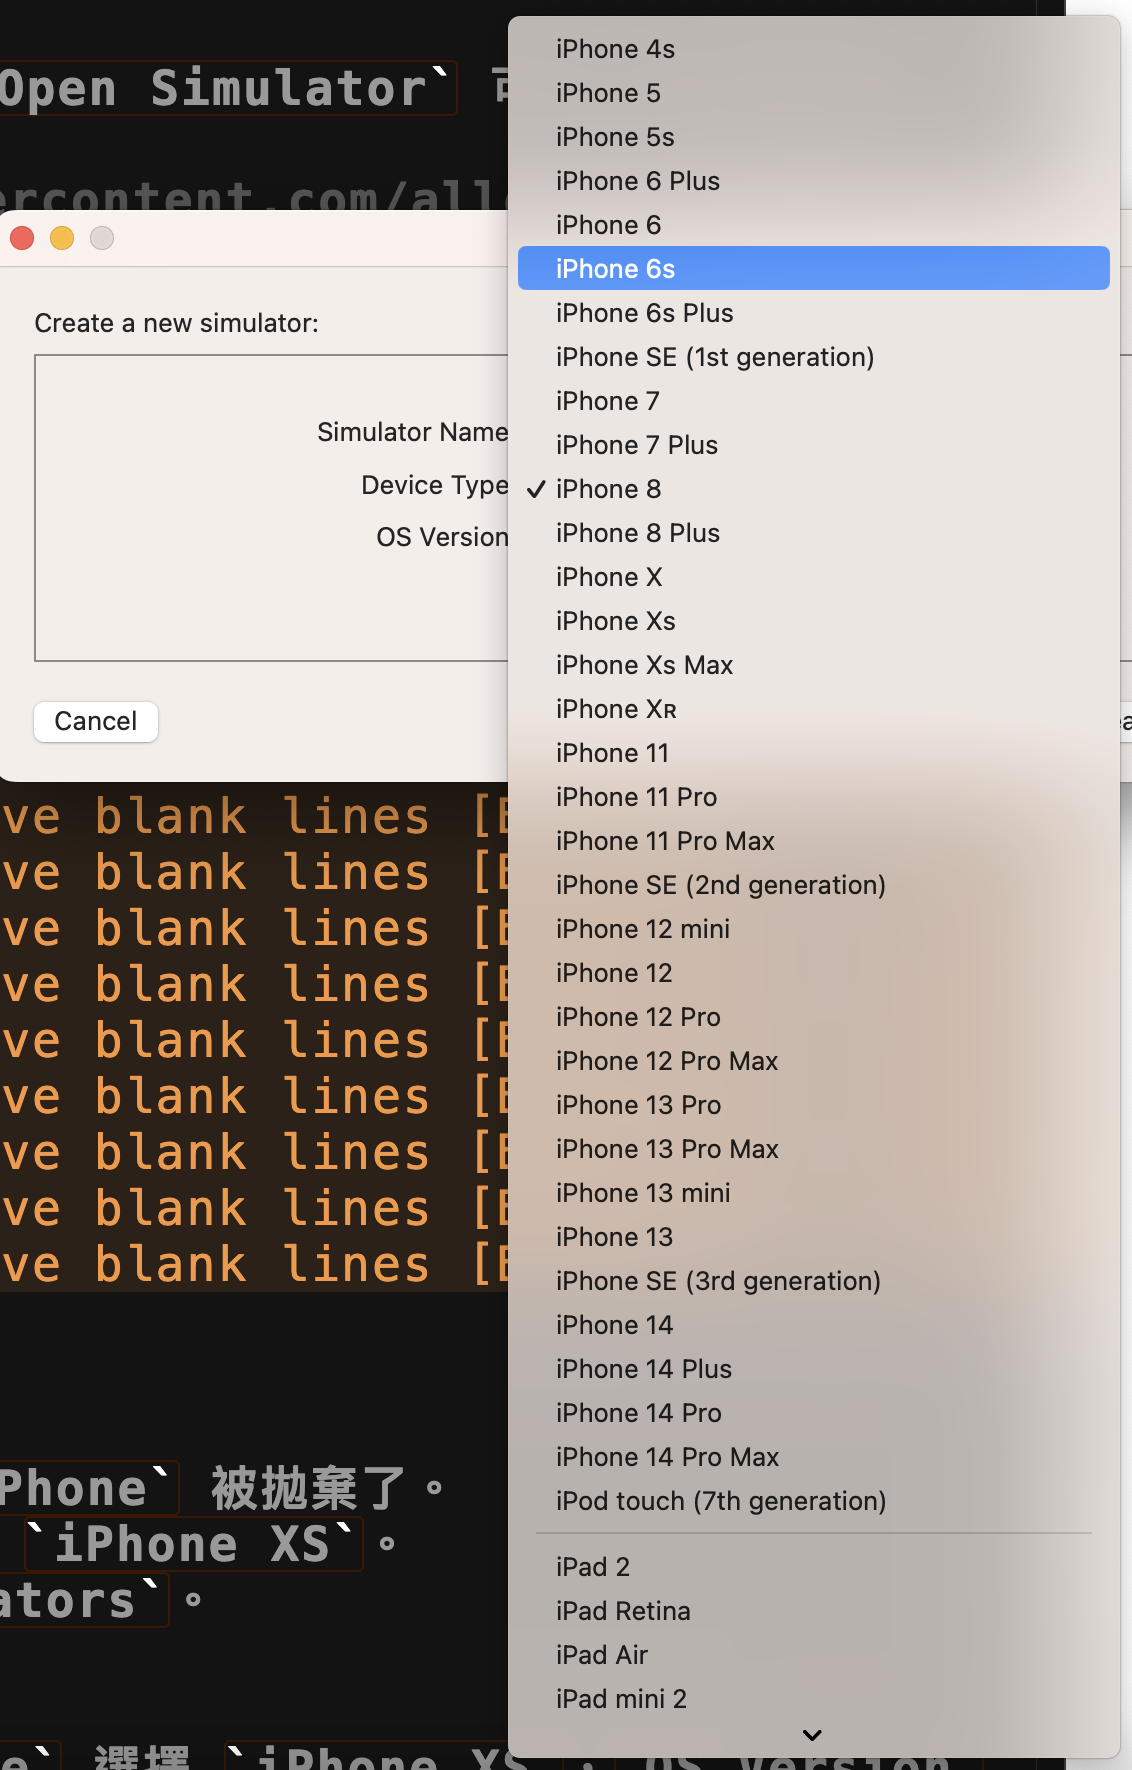 Open Simulator`
ercontent.com/all
Create a new simulator:
Simulator Name
Device Type
OS Version
Cancel
iPhone 4s
iPhone 5
iPhone 5s
iPhone 6 Plus
iPhone 6
iPhone 6s
iPhone 6s Plus
iPhone SE (1st generation)
iPhone 7
iPhone 7 Plus
✓ iPhone 8
iPhone 8 Plus
iPhone X
iPhone Xs
iPhone Xs Max
iPhone Xʀ
iPhone 11
iPhone 11 Pro
iPhone 11 Pro Max
iPhone SE (2nd generation)
iPhone 12 mini
iPhone 12
iPhone 12 Pro
iPhone 12 Pro Max
iPhone 13 Pro
iPhone 13 Pro Max
iPhone 13 mini
iPhone 13
iPhone SE (3rd generation)
iPhone 14
iPhone 14 Plus
iPhone 14 Pro
iPhone 14 Pro Max
iPod touch (7th generation)
iPad 2
iPad Retina
iPad Air
iPad mini 2
ve blank lines [
ve blank lines [
ve blank lines [
ve blank lines [
ve blank lines [
ve blank lines [
ve blank lines [
ve blank lines [
ve blank lines [
Phone` 被拋棄了。
`iPhone XS`。
ators`。
e` 選擇 `iPhone XS`, OS Version